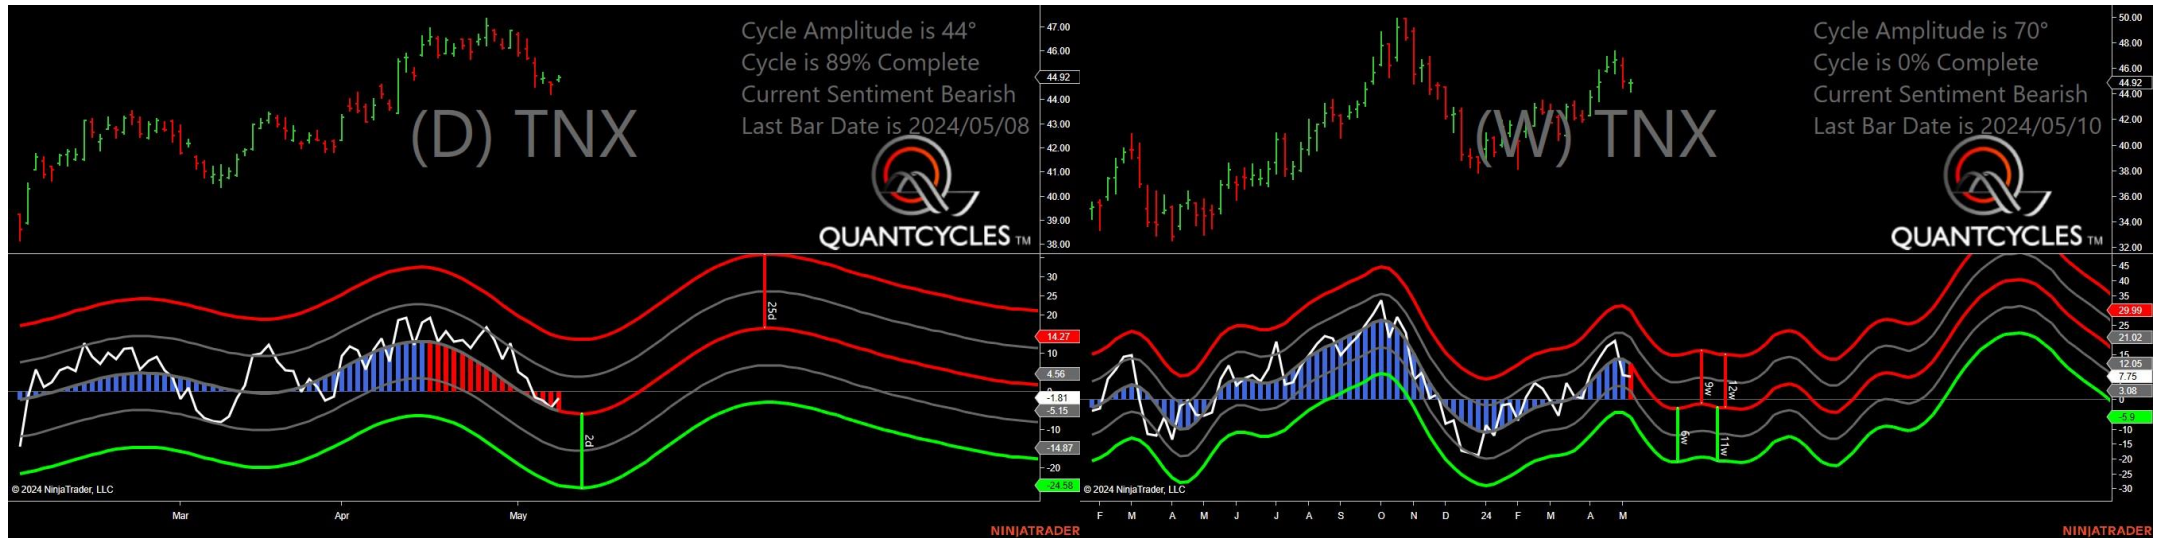 Cycle Amplitude is 44°
Cycle is 89% Complete
Current Sentiment Bearish
Last Bar Date is 2024/05/08
(D) TNX
QUANTCYCLES TM
47.00
46.00
44.92
44.00
43.00
42.00
41.00
40.00
39.00
38.00
25d
2d
30
25
20
14.27
10
4.56
0
-1.81
-5.15
-10
-14.87
-20
-24.58
© 2024 NinjaTrader, LLC
Mar
Apr
May
NINJATRADER
Cycle Amplitude is 70°
Cycle is 0% Complete
Current Sentiment Bearish
Last Bar Date is 2024/05/10
(W) TNX
QUANTCYCLES TM
50.00
48.00
46.00
44.92
44.00
42.00
40.00
38.00
36.00
34.00
32.00
9w
12w
6w
11w
45
40
35
29.99
25
21.02
15
12.05
7.75
3.08
0
-5.9
-10
-15
-20
-25
-30
© 2024 NinjaTrader, LLC
F M A M J J A S O N D 24 F M A M
NINJATRADER